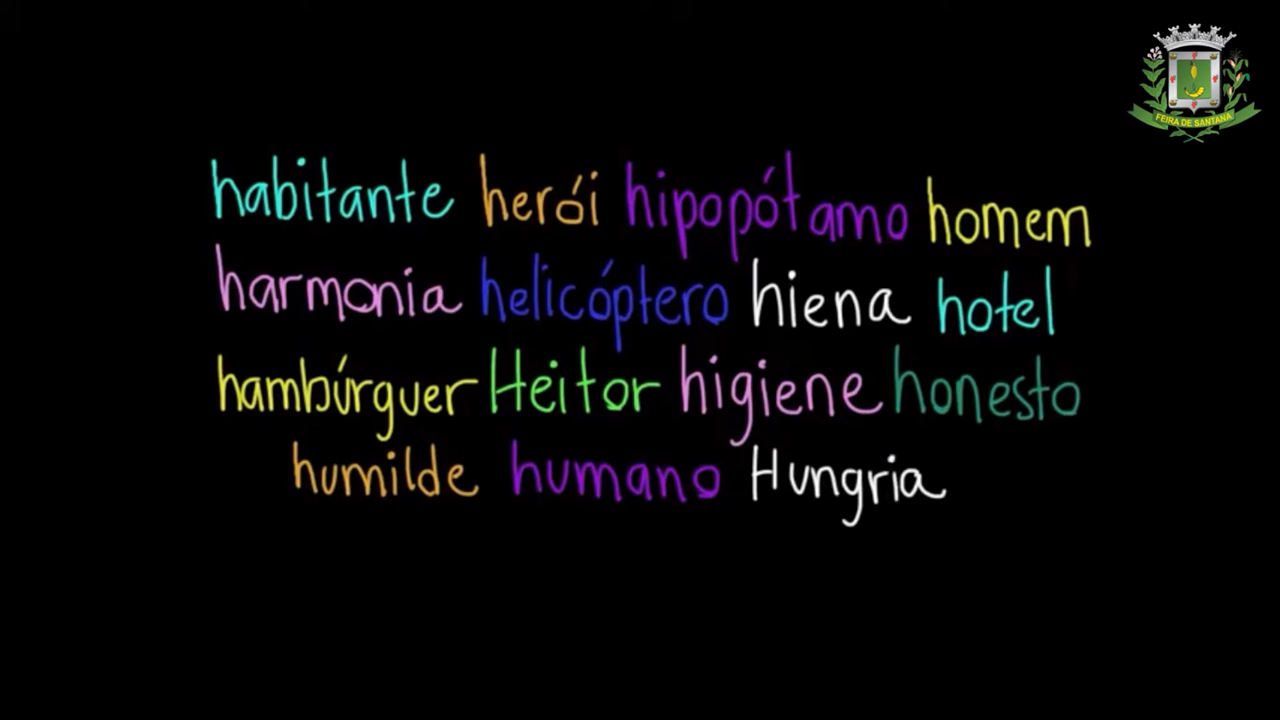 FEIRA DE SANTANA
habitante herói hipopótamo homem
harmonia helicóptero hiena hotel
hambúrguer Heitor higiene honesto
humilde humano Hungria